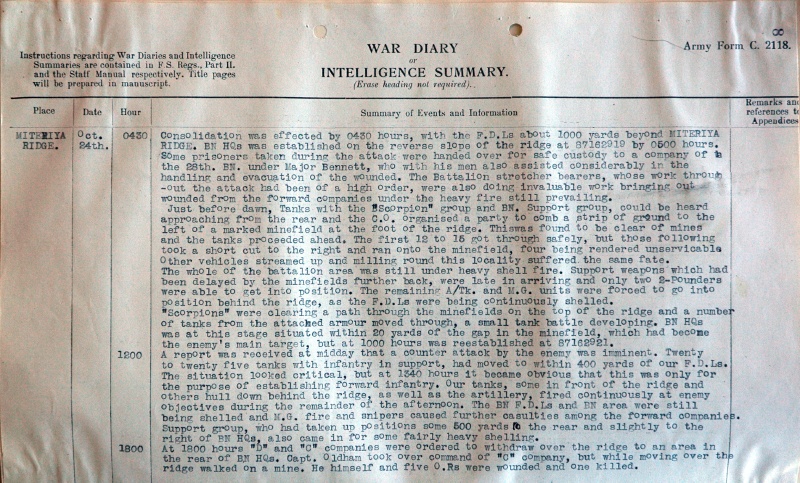 8
WAR DIARY
or
INTELLIGENCE SUMMARY.
(Erase heading not required)..
Army Form C. 2118.
Instructions regarding War Diaries and Intelligence
Summaries are contained in F.S. Regs., Part II.
and the Staff Manual respectively. Title pages
will be prepared in manuscript.
Place
Date
Hour
Summary of Events and Information
Remarks and
references to
Appendices
MITERIYA
RIDGE.
Oct.
24th.
0430 Consolidation was effected by 0430 hours, with the F.D.Ls about 1000 yards beyond MITERIYA
RIDGE. BN HQs was established on the reverse slope of the ridge at 87162919 by 0500 hours.
Some prisoners taken during the attack were handed over for safe custody to a company of
the 28th. BN. under Major Bennett, who with his men also assisted considerably in the
handling and evacuation of the wounded. The Battalion stretcher bearers, whose work through
-out the attack had been of a high order, were also doing invaluable work bringing out
wounded from the forward companies under the heavy fire still prevailing.
Just before dawn, Tanks with the "Scorpion" group and BN. Support group, could be heard
approaching from the rear and the C.O. organised a party to comb a strip of ground to the
left of a marked minefield at the foot of the ridge. Thiswas found to be clear of mines
and the tanks proceeded ahead. The first 12 to 15 got through safely, but those following
took a short cut to the right and ran onto the minefield, four being rendered unservicable
Other vehicles streamed up and milling round this locality suffered the same fate.
The whole of the battalion area was still under heavy shell fire. Support weapons which had
been delayed by the minefields further back, were late in arriving and only two 2-Pounders
were able to get into position. The remaining A/Tk. and M.G. units were forced to go into
position behind the ridge, as the F.D.Ls were being continuously shelled.
"Scorpions" were clearing a path through the minefields on the top of the ridge and a number
of tanks from the attached armour moved through, a small tank battle developing. BN HQs
was at this stage situated within 20 yards of the gap in the minefield, which had become
the enemy's main target, but at 1000 hours was reestablished at 87162921.
1200 A report was received at midday that a counter attack by the enemy was imminent. Twenty
to twenty five tanks with infantry in support, had moved to within 400 yards of our F.D.Ls.
The situation looked critical, but at 1340 hours it became obvious that this was only for
the purpose of establishing forward infantry. Our tanks, some in front of the ridge and
others hull down behind the ridge, as well as the artillery, fired continuously at enemy
objectives during the remainder of the afternoon. The BN F.D.Ls and BN area were still
being shelled and M.G. fire and snipers caused further casulties among the forward companies.
Support group, who had taken up positions some 500 yards to the rear and slightly to the
right of BN HQs, also came in for some fairly heavy shelling.
1800 At 1800 hours "D" and "C" companies were ordered to withdraw over the ridge to an area in
the rear of BN HQs. Capt. Oldham took over command of "C" company, but while moving over the
ridge walked on a mine. He himself and five O.Rs were wounded and one killed.